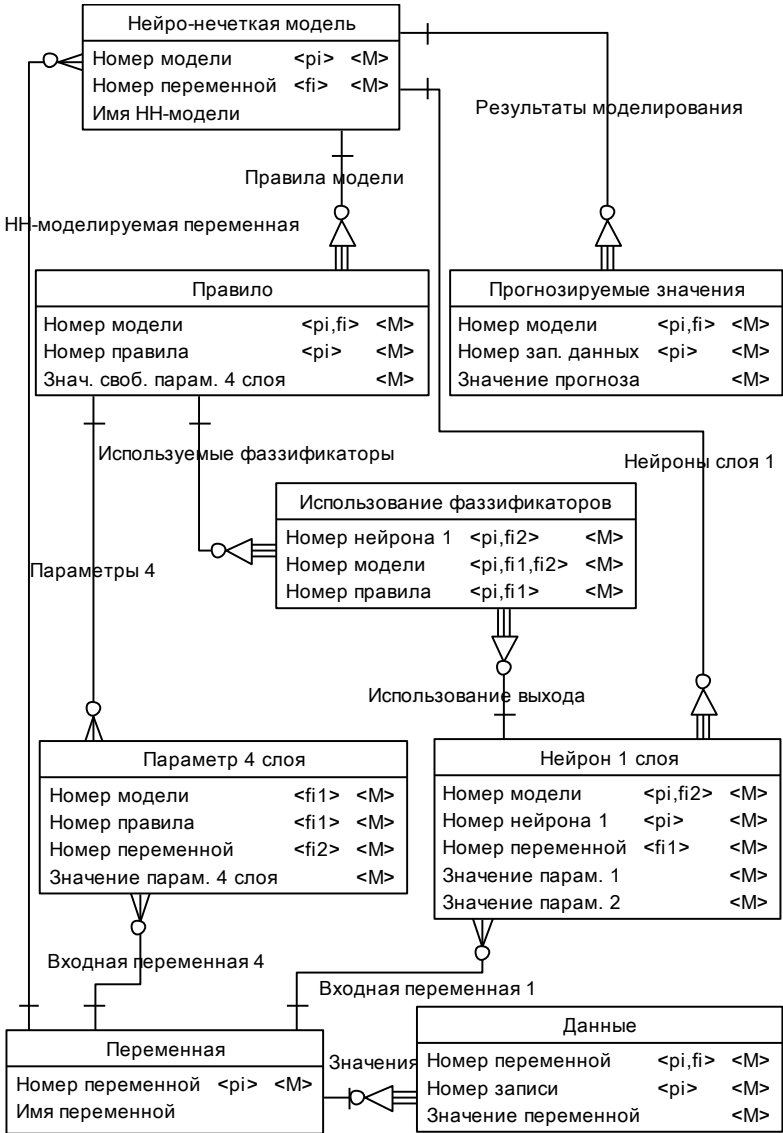 Нейро-нечеткая модель
Номер модели <pi> <M>
Номер переменной <fi> <M>
Имя НН-модели
Результаты моделирования
Правила модели
НН-моделируемая переменная
Правило
Номер модели <pi,fi> <M>
Номер правила <pi> <M>
Знач. своб. парам. 4 слоя <M>
Прогнозируемые значения
Номер модели <pi,fi> <M>
Номер зап. данных <pi> <M>
Значение прогноза <M>
Используемые фаззификаторы
Нейроны слоя 1
Использование фаззификаторов
Номер нейрона 1 <pi,fi2> <M>
Номер модели <pi,fi1,fi2> <M>
Номер правила <pi,fi1> <M>
Параметры 4
Использование выхода
Параметр 4 слоя
Номер модели <fi1> <M>
Номер правила <fi1> <M>
Номер переменной <fi2> <M>
Значение парам. 4 слоя <M>
Нейрон 1 слоя
Номер модели <pi,fi2> <M>
Номер нейрона 1 <pi> <M>
Номер переменной <fi1> <M>
Значение парам. 1 <M>
Значение парам. 2 <M>
Входная переменная 4
Входная переменная 1
Переменная
Номер переменной <pi> <M>
Имя переменной
Значения
Данные
Номер переменной <pi,fi> <M>
Номер записи <pi> <M>
Значение переменной <M>